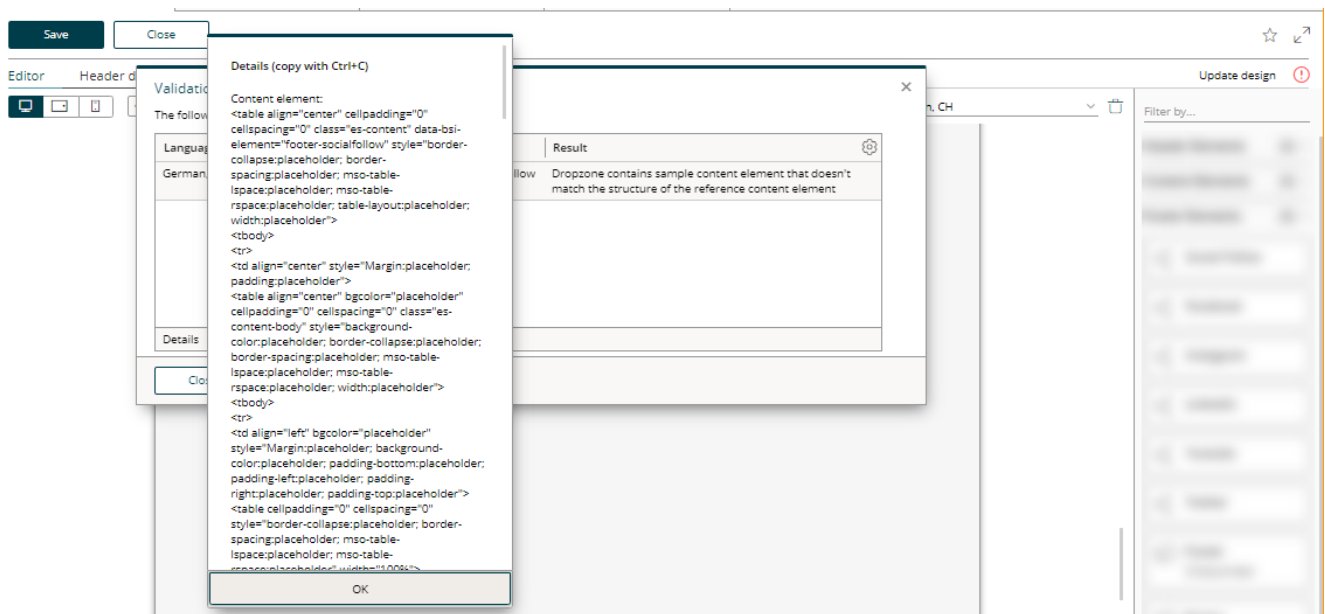 Save
Close
Editor
Header d
Update design
Validatio
The follow
n, CH
Filter by...
Languag
Result
German,
llow
Dropzone contains sample content element that doesn't
match the structure of the reference content element
Details
Clos
Details (copy with Ctrl+C)
Content element:
<table align="center" cellpadding="0"
cellspacing="0" class="es-content" data-bsi-
element="footer-socialfollow" style="border-
collapse:placeholder; border-
spacing:placeholder; mso-table-
lspace:placeholder; mso-table-
rspace:placeholder; table-layout:placeholder;
width:placeholder">
<tbody>
<tr>
<td align="center" style="Margin:placeholder;
padding:placeholder">
<table align="center" bgcolor="placeholder"
cellpadding="0" cellspacing="0" class="es-
content-body" style="background-
color:placeholder; border-collapse:placeholder;
border-spacing:placeholder; mso-table-
lspace:placeholder; mso-table-
rspace:placeholder; width:placeholder">
<tbody>
<tr>
<td align="left" bgcolor="placeholder"
style="Margin:placeholder; background-
color:placeholder; padding-bottom:placeholder;
padding-left:placeholder; padding-
right:placeholder; padding-top:placeholder">
<table cellpadding="0" cellspacing="0"
style="border-collapse:placeholder; border-
spacing:placeholder; mso-table-
lspace:placeholder; mso-table-
rspace:placeholder" width="100%">
OK